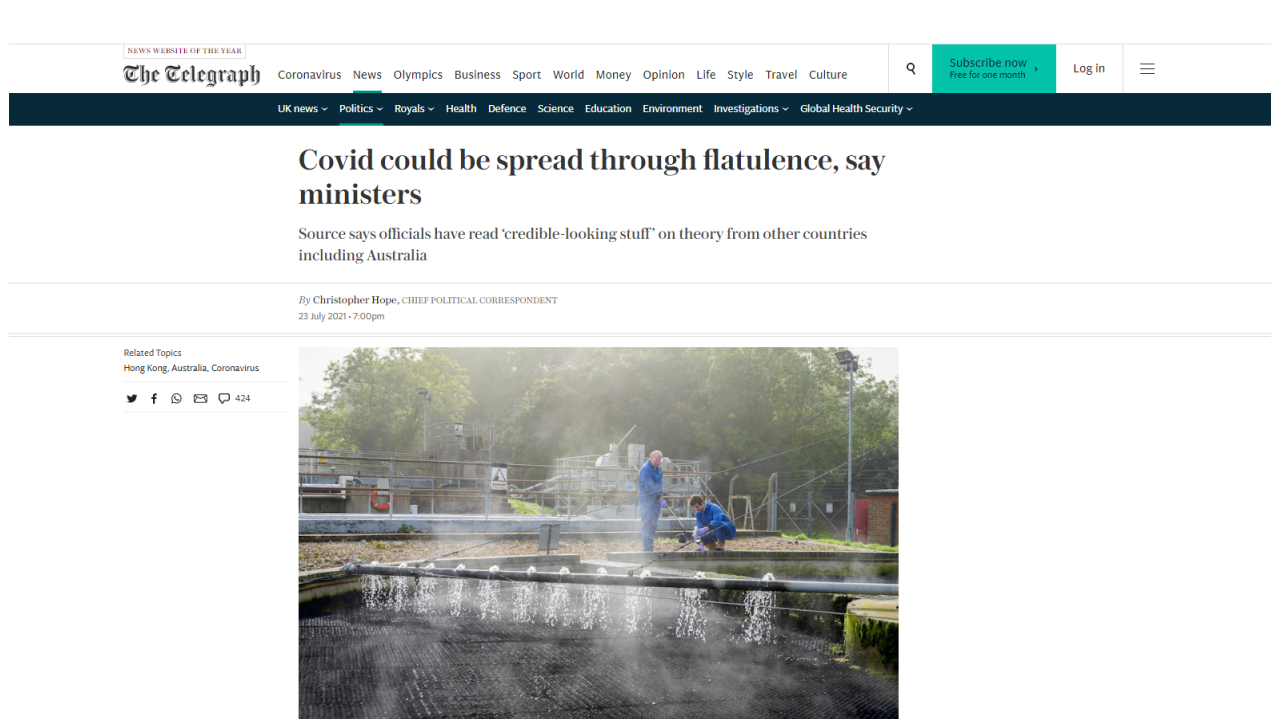 NEWS WEBSITE OF THE YEAR
The Telegraph
Coronavirus News Olympics Business Sport World Money Opinion Life Style Travel Culture
Subscribe now ›
Free for one month
Log in
UK news Politics Royals Health Defence Science Education Environment Investigations Global Health Security
Covid could be spread through flatulence, say
ministers
Source says officials have read ‘credible-looking stuff’ on theory from other countries
including Australia
By Christopher Hope, CHIEF POLITICAL CORRESPONDENT
23 July 2021 • 7:00pm
Related Topics
Hong Kong, Australia, Coronavirus
424